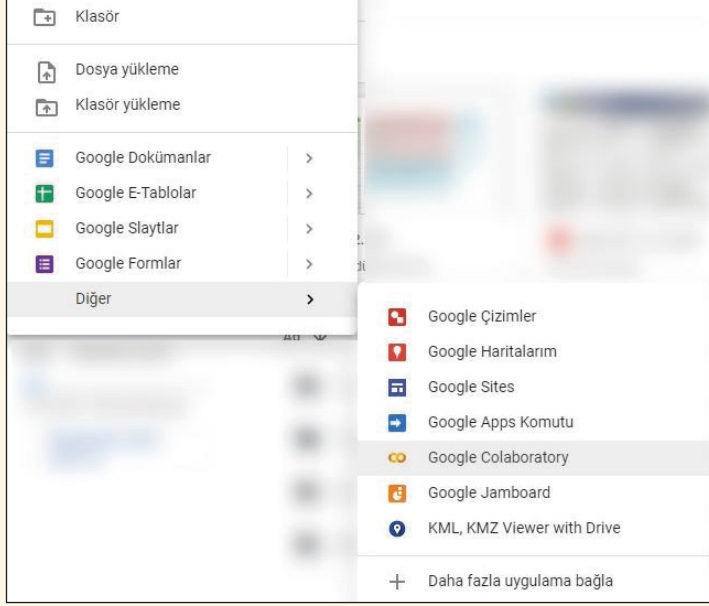 Klasör
Dosya yükleme
Klasör yükleme
Google Dokümanlar
Google E-Tablolar
Google Slaytlar
Google Formlar
Diğer
Google Çizimler
Google Haritalarım
Google Sites
Google Apps Komutu
Google Colaboratory
Google Jamboard
KML, KMZ Viewer with Drive
Daha fazla uygulama bağla